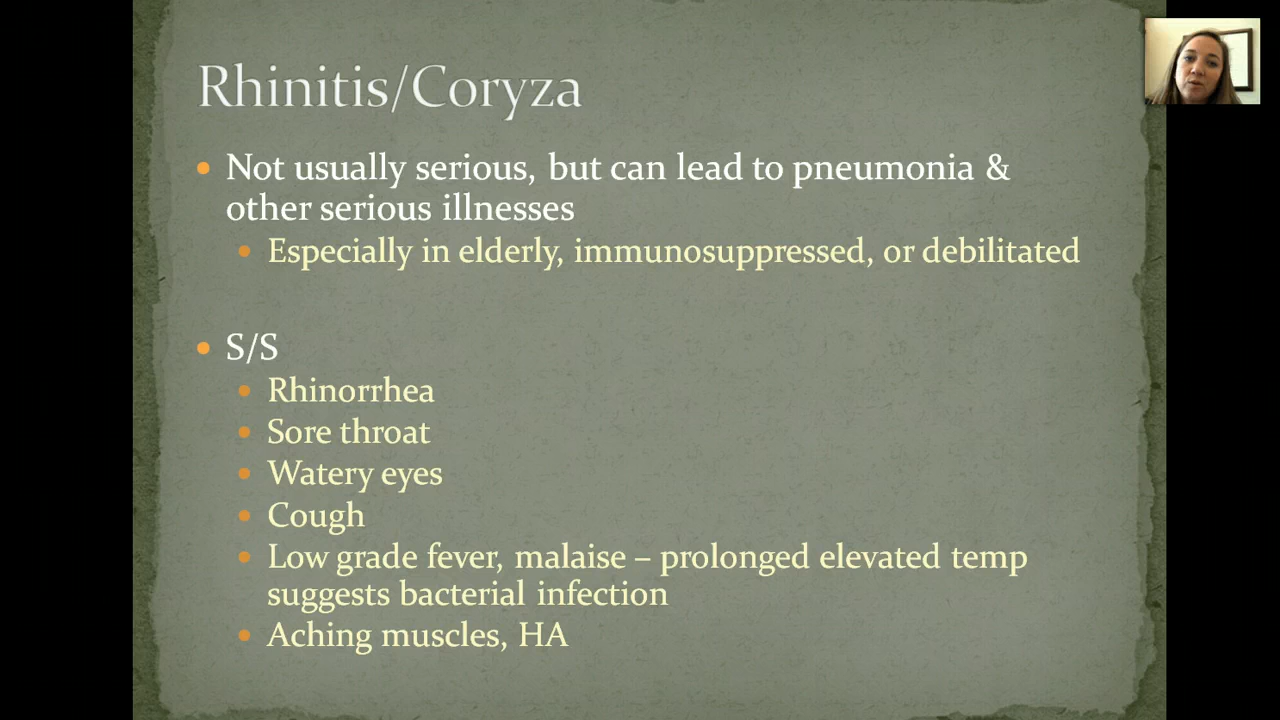 Rhinitis/Coryza
Not usually serious, but can lead to pneumonia &
other serious illnesses
Especially in elderly, immunosuppressed, or debilitated
S/S
Rhinorrhea
Sore throat
Watery eyes
Cough
Low grade fever, malaise – prolonged elevated temp
suggests bacterial infection
Aching muscles, HA